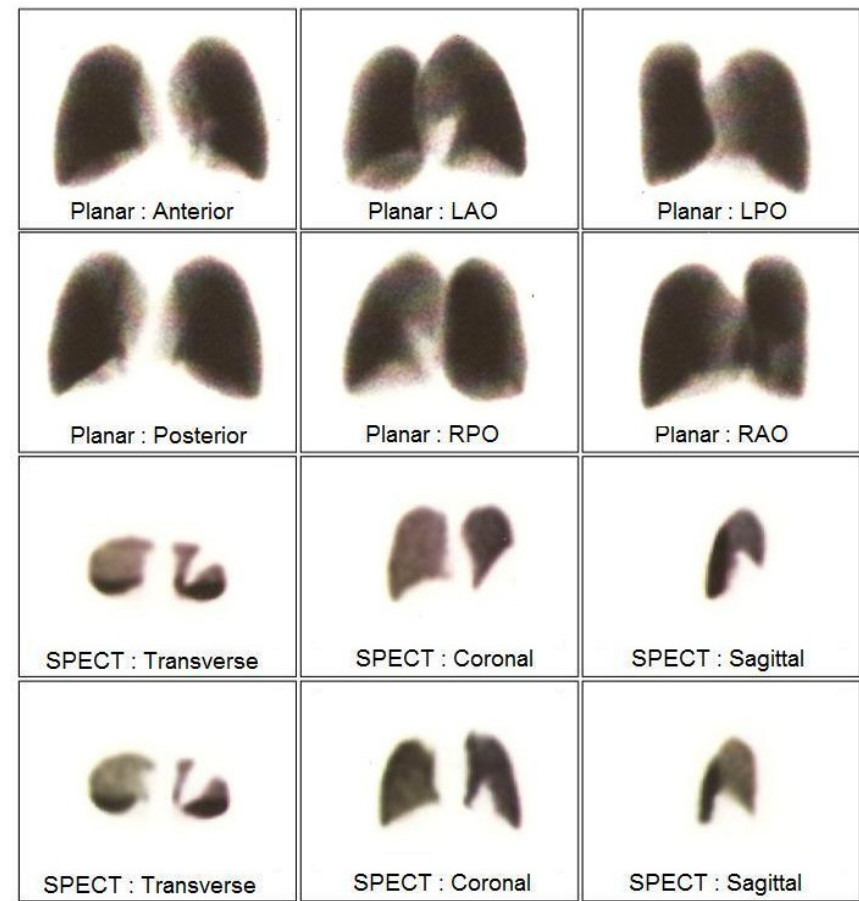 Planar : Anterior
Planar : LAO
Planar : LPO
Planar : Posterior
Planar : RPO
Planar : RAO
SPECT : Transverse
SPECT : Coronal
SPECT : Sagittal
SPECT : Transverse
SPECT : Coronal
SPECT : Sagittal